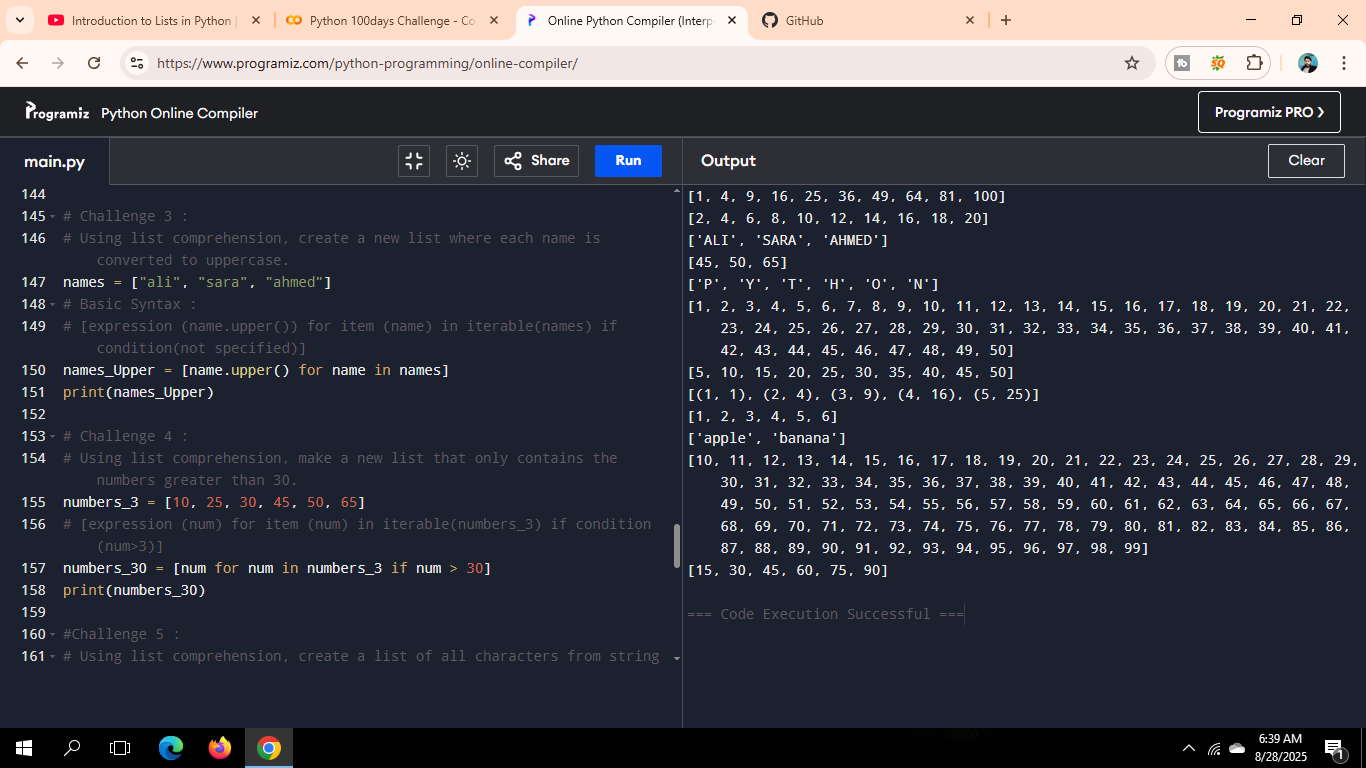 Introduction to Lists in Python |
Python 100days Challenge - Co
Online Python Compiler (Interp
GitHub
https://www.programiz.com/python-programming/online-compiler/
Programiz Python Online Compiler
Programiz PRO >
main.py
Share
Run
Output
Clear
144
145 # Challenge 3 :
146 # Using list comprehension, create a new list where each name is
converted to uppercase.
147 names = ["ali", "sara", "ahmed"]
148 # Basic Syntax :
149 # [expression (name.upper()) for item (name) in iterable(names) if
condition(not specified)]
150 names_Upper = [name.upper() for name in names]
151 print(names_Upper)
152
153 # Challenge 4 :
154 # Using list comprehension, make a new list that only contains the
numbers greater than 30.
155 numbers_3 = [10, 25, 30, 45, 50, 65]
156 # [expression (num) for item (num) in iterable(numbers_3) if condition
(num>3)]
157 numbers_30 = [num for num in numbers_3 if num > 30]
158 print(numbers_30)
159
160 #Challenge 5 :
161 # Using list comprehension, create a list of all characters from string
[1, 4, 9, 16, 25, 36, 49, 64, 81, 100]
[2, 4, 6, 8, 10, 12, 14, 16, 18, 20]
['ALI', 'SARA', 'AHMED']
[45, 50, 65]
['P', 'Y', 'T', 'H', 'O', 'N']
[1, 2, 3, 4, 5, 6, 7, 8, 9, 10, 11, 12, 13, 14, 15, 16, 17, 18, 19, 20, 21, 22,
23, 24, 25, 26, 27, 28, 29, 30, 31, 32, 33, 34, 35, 36, 37, 38, 39, 40, 41,
42, 43, 44, 45, 46, 47, 48, 49, 50]
[5, 10, 15, 20, 25, 30, 35, 40, 45, 50]
[(1, 1), (2, 4), (3, 9), (4, 16), (5, 25)]
[1, 2, 3, 4, 5, 6]
['apple', 'banana']
[10, 11, 12, 13, 14, 15, 16, 17, 18, 19, 20, 21, 22, 23, 24, 25, 26, 27, 28, 29,
30, 31, 32, 33, 34, 35, 36, 37, 38, 39, 40, 41, 42, 43, 44, 45, 46, 47, 48,
49, 50, 51, 52, 53, 54, 55, 56, 57, 58, 59, 60, 61, 62, 63, 64, 65, 66, 67,
68, 69, 70, 71, 72, 73, 74, 75, 76, 77, 78, 79, 80, 81, 82, 83, 84, 85, 86,
87, 88, 89, 90, 91, 92, 93, 94, 95, 96, 97, 98, 99]
[15, 30, 45, 60, 75, 90]
=== Code Execution Successful ===
6:39 AM
8/28/2025
1